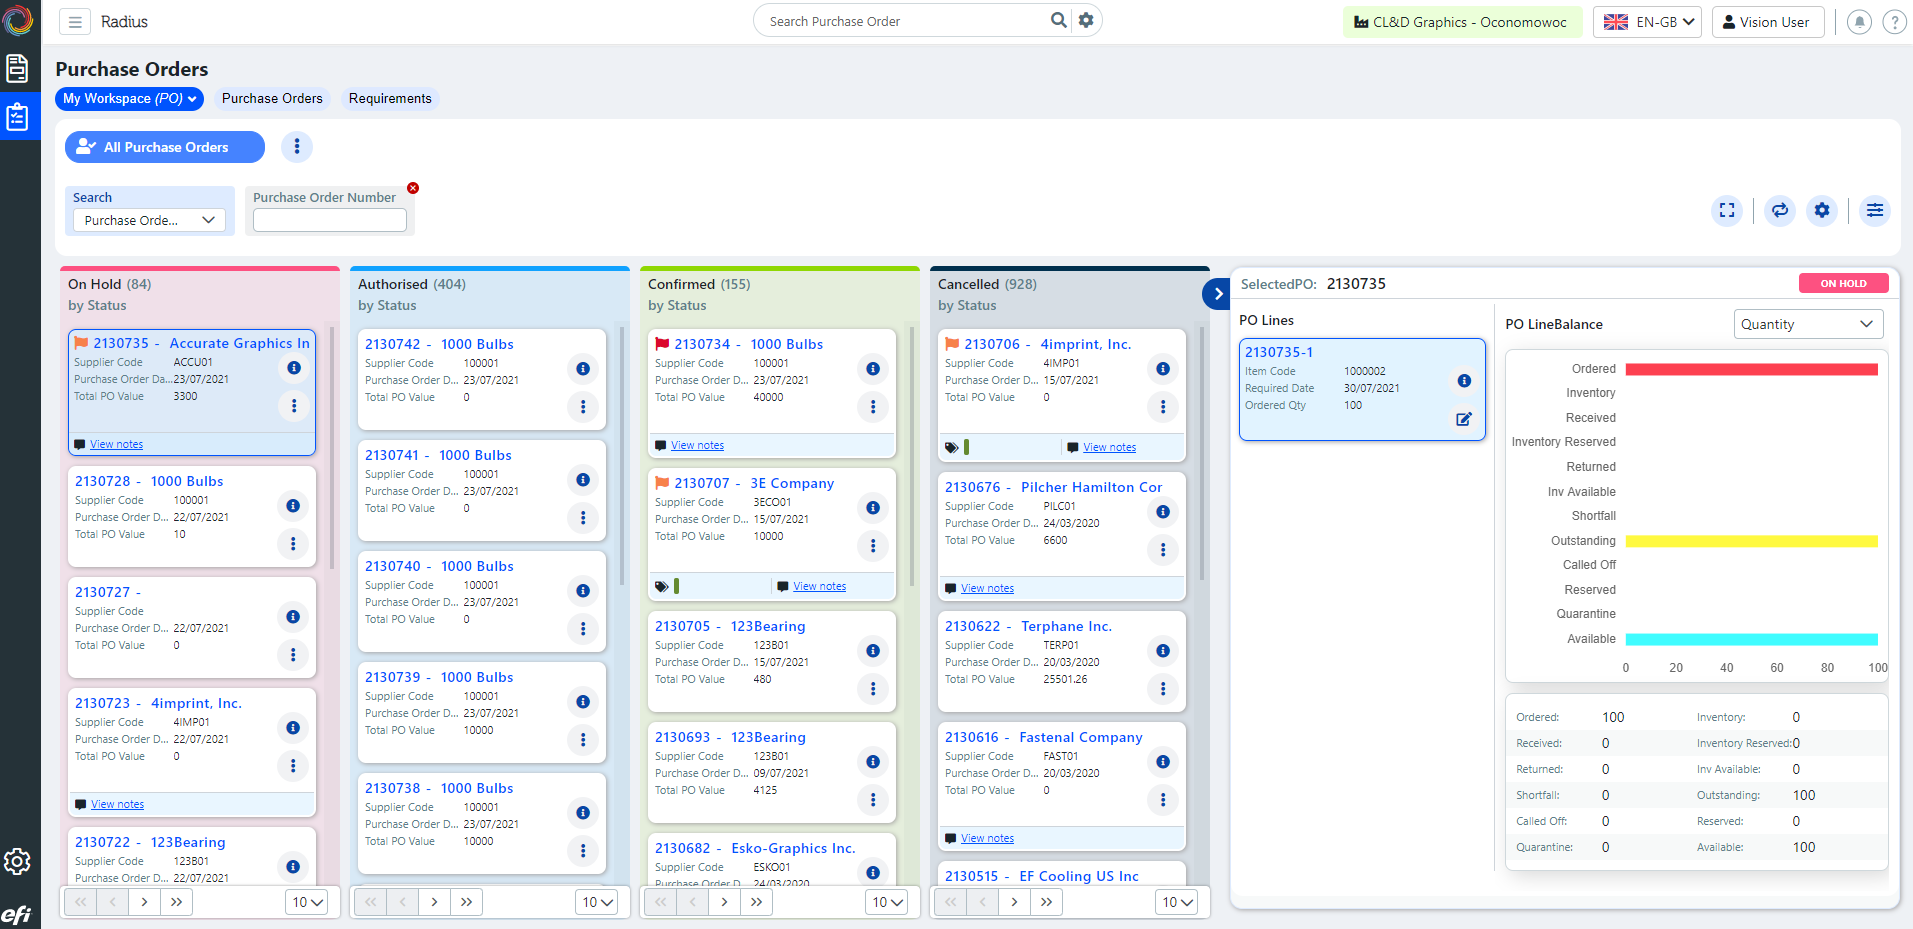 Radius
Search Purchase Order
CL&D Graphics - Oconomowoc
EN-GB
Vision User
?
Purchase Orders
My Workspace (PO)
Purchase Orders
Requirements
All Purchase Orders
Search
Purchase Orde...
Purchase Order Number
On Hold (84)
by Status
2130735 - Accurate Graphics In
Supplier Code ACCU01
Purchase Order Da... 23/07/2021
Total PO Value 3300
View notes
2130728 - 1000 Bulbs
Supplier Code 100001
Purchase Order D... 22/07/2021
Total PO Value 10
2130727 -
Supplier Code
Purchase Order D... 22/07/2021
Total PO Value 0
2130723 - 4imprint, Inc.
Supplier Code 4IMP01
Purchase Order D... 22/07/2021
Total PO Value 0
View notes
2130722 - 123Bearing
Supplier Code 123B01
Purchase Order D... 22/07/2021
10
Authorised (404)
by Status
2130742 - 1000 Bulbs
Supplier Code 100001
Purchase Order D... 23/07/2021
Total PO Value 0
2130741 - 1000 Bulbs
Supplier Code 100001
Purchase Order D... 23/07/2021
Total PO Value 0
2130740 - 1000 Bulbs
Supplier Code 100001
Purchase Order D... 23/07/2021
Total PO Value 0
2130739 - 1000 Bulbs
Supplier Code 100001
Purchase Order D... 23/07/2021
Total PO Value 10000
2130738 - 1000 Bulbs
Supplier Code 100001
Purchase Order D... 23/07/2021
Total PO Value 10000
10
Confirmed (155)
by Status
2130734 - 1000 Bulbs
Supplier Code 100001
Purchase Order D... 23/07/2021
Total PO Value 40000
View notes
2130707 - 3E Company
Supplier Code 3ECO01
Purchase Order D... 15/07/2021
Total PO Value 10000
View notes
2130705 - 123Bearing
Supplier Code 123B01
Purchase Order D... 15/07/2021
Total PO Value 480
2130693 - 123Bearing
Supplier Code 123B01
Purchase Order D... 09/07/2021
Total PO Value 4125
2130682 - Esko-Graphics Inc.
Supplier Code ESKO01
Purchase Order D... 24/03/2020
10
Cancelled (928)
by Status
2130706 - 4imprint, Inc.
Supplier Code 4IMP01
Purchase Order D... 15/07/2021
Total PO Value 0
View notes
2130676 - Pilcher Hamilton Cor
Supplier Code PILC01
Purchase Order D... 24/03/2020
Total PO Value 6600
View notes
2130622 - Terphane Inc.
Supplier Code TERP01
Purchase Order D... 20/03/2020
Total PO Value 25501.26
2130616 - Fastenal Company
Supplier Code FAST01
Purchase Order D... 20/03/2020
Total PO Value 0
View notes
2130515 - EF Cooling US Inc
10
SelectedPO: 2130735
ON HOLD
PO Lines
2130735-1
Item Code 1000002
Required Date 30/07/2021
Ordered Qty 100
PO LineBalance
Quantity
Ordered
Inventory
Received
Inventory Reserved
Returned
Inv Available
Shortfall
Outstanding
Called Off
Reserved
Quarantine
Available
0 20 40 60 80 100
Ordered: 100 Inventory: 0
Received: 0 Inventory Reserved: 0
Returned: 0 Inv Available: 0
Shortfall: 0 Outstanding: 100
Called Off: 0 Reserved: 0
Quarantine: 0 Available: 100
efi